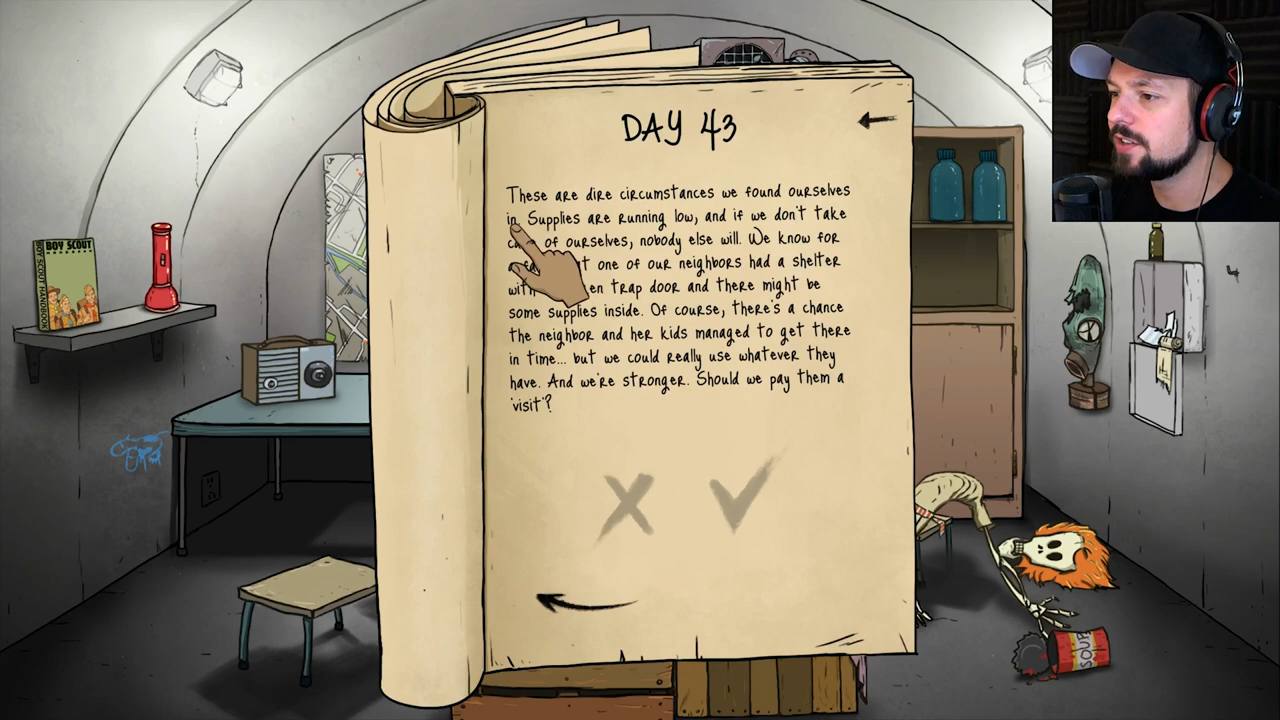 DAY 43
These are dire circumstances we found ourselves
in. Supplies are running low, and if we don't take
of ourselves, nobody else will. We know for
one of our neighbors had a shelter
trap door and there might be
some supplies inside. Of course, there's a chance
the neighbor and her kids managed to get there
in time... but we could really use whatever they
have. And we're stronger. Should we pay them a
'visit'?
BOY SCOUT
BOY SCOUT HANDBOOK
SOUP